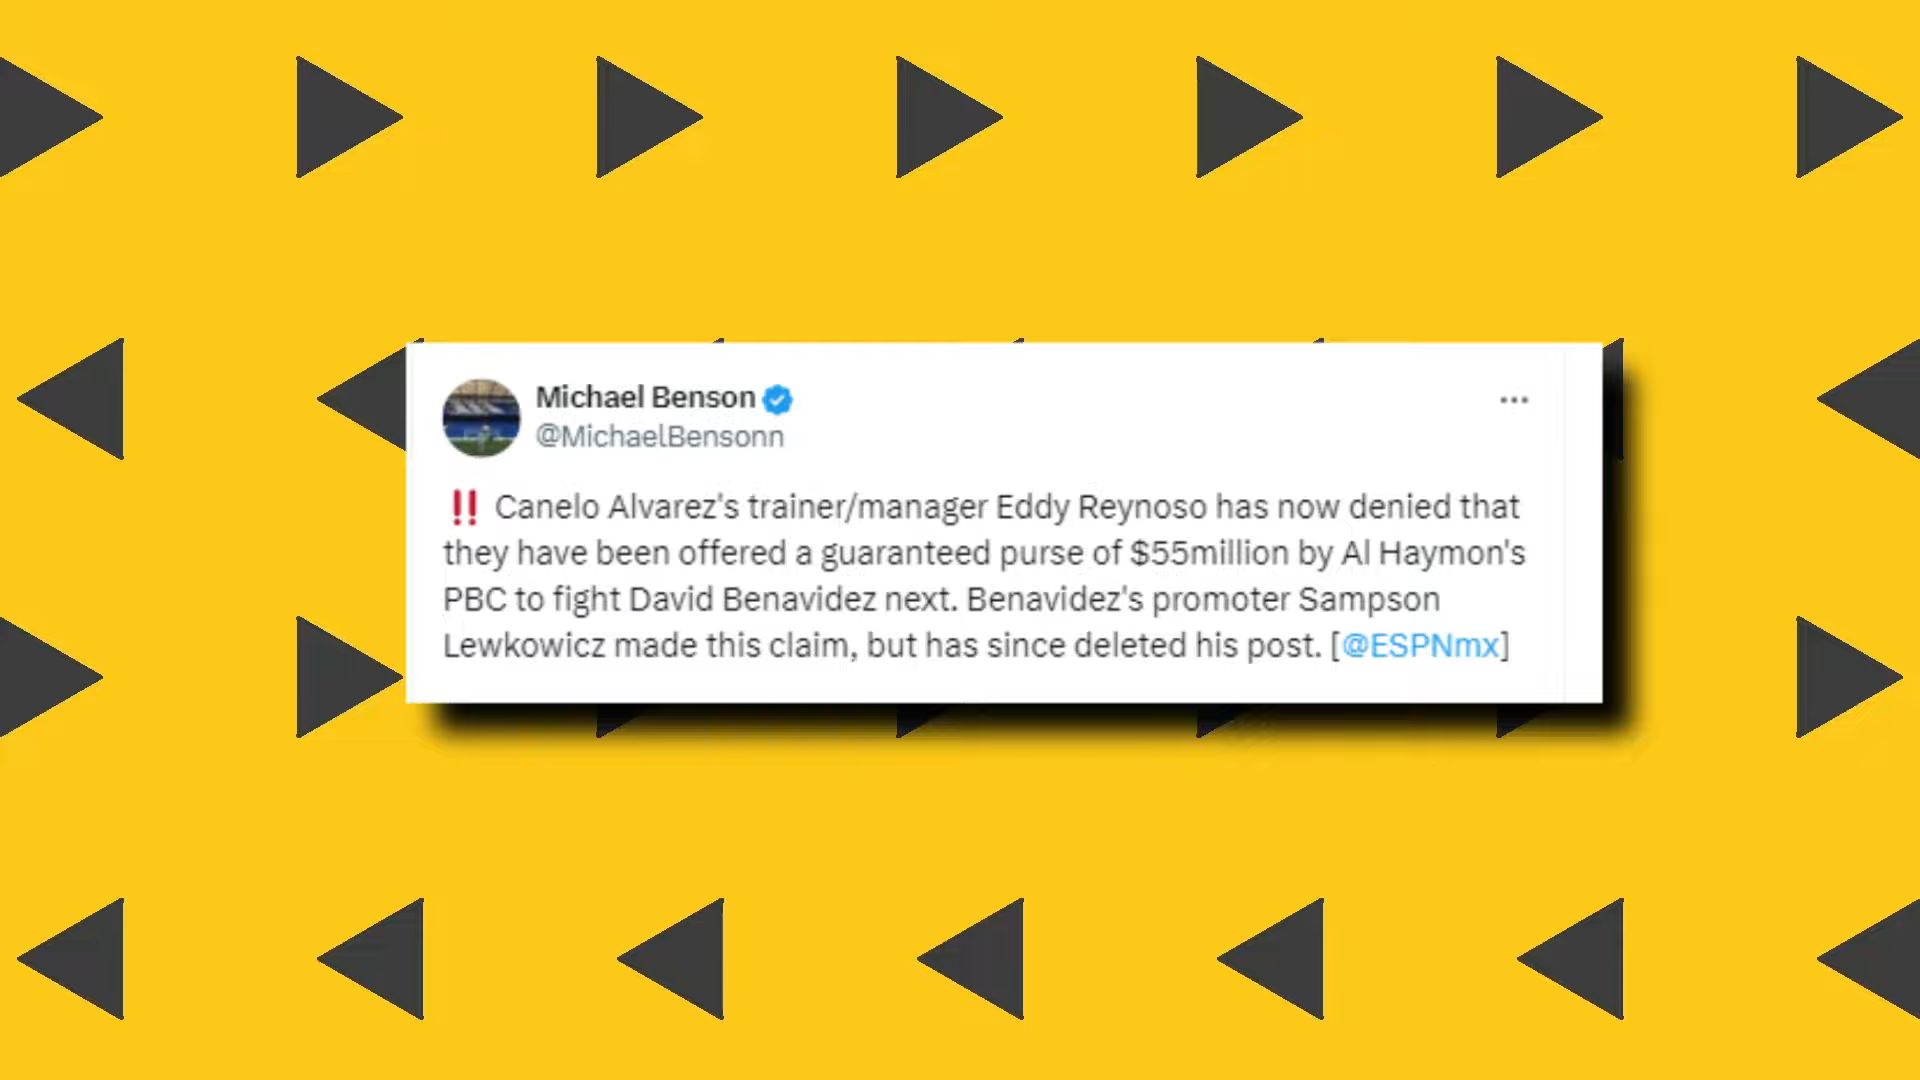 Michael Benson
@MichaelBensonn
‼ Canelo Alvarez's trainer/manager Eddy Reynoso has now denied that
they have been offered a guaranteed purse of $55million by Al Haymon's
PBC to fight David Benavidez next. Benavidez's promoter Sampson
Lewkowicz made this claim, but has since deleted his post. [@ESPNmx]